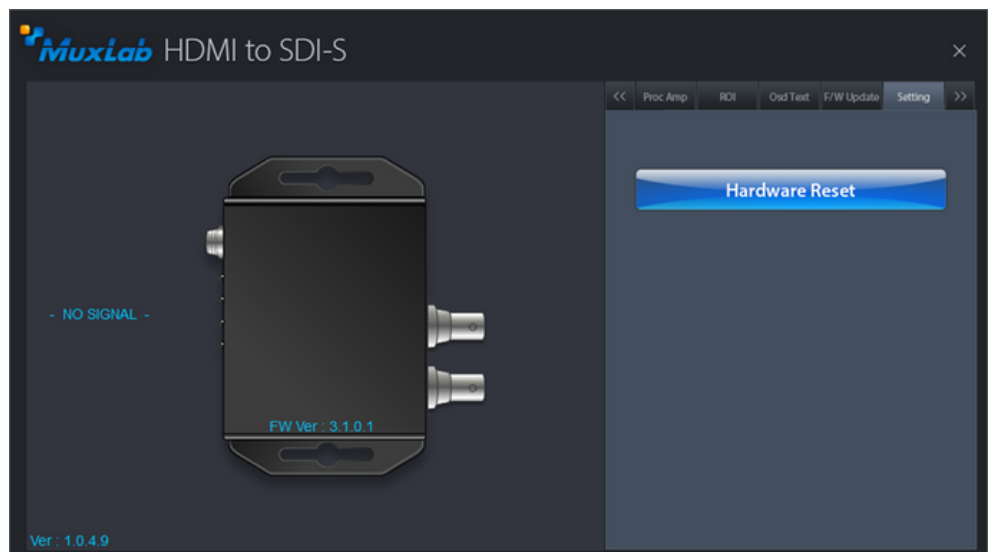 MuxLab HDMI to SDI-S
<< Proc Amp ROI Osd Text F/W Update Setting >>
Hardware Reset
- NO SIGNAL -
FW Ver : 3.1.0.1
Ver : 1.0.4.9